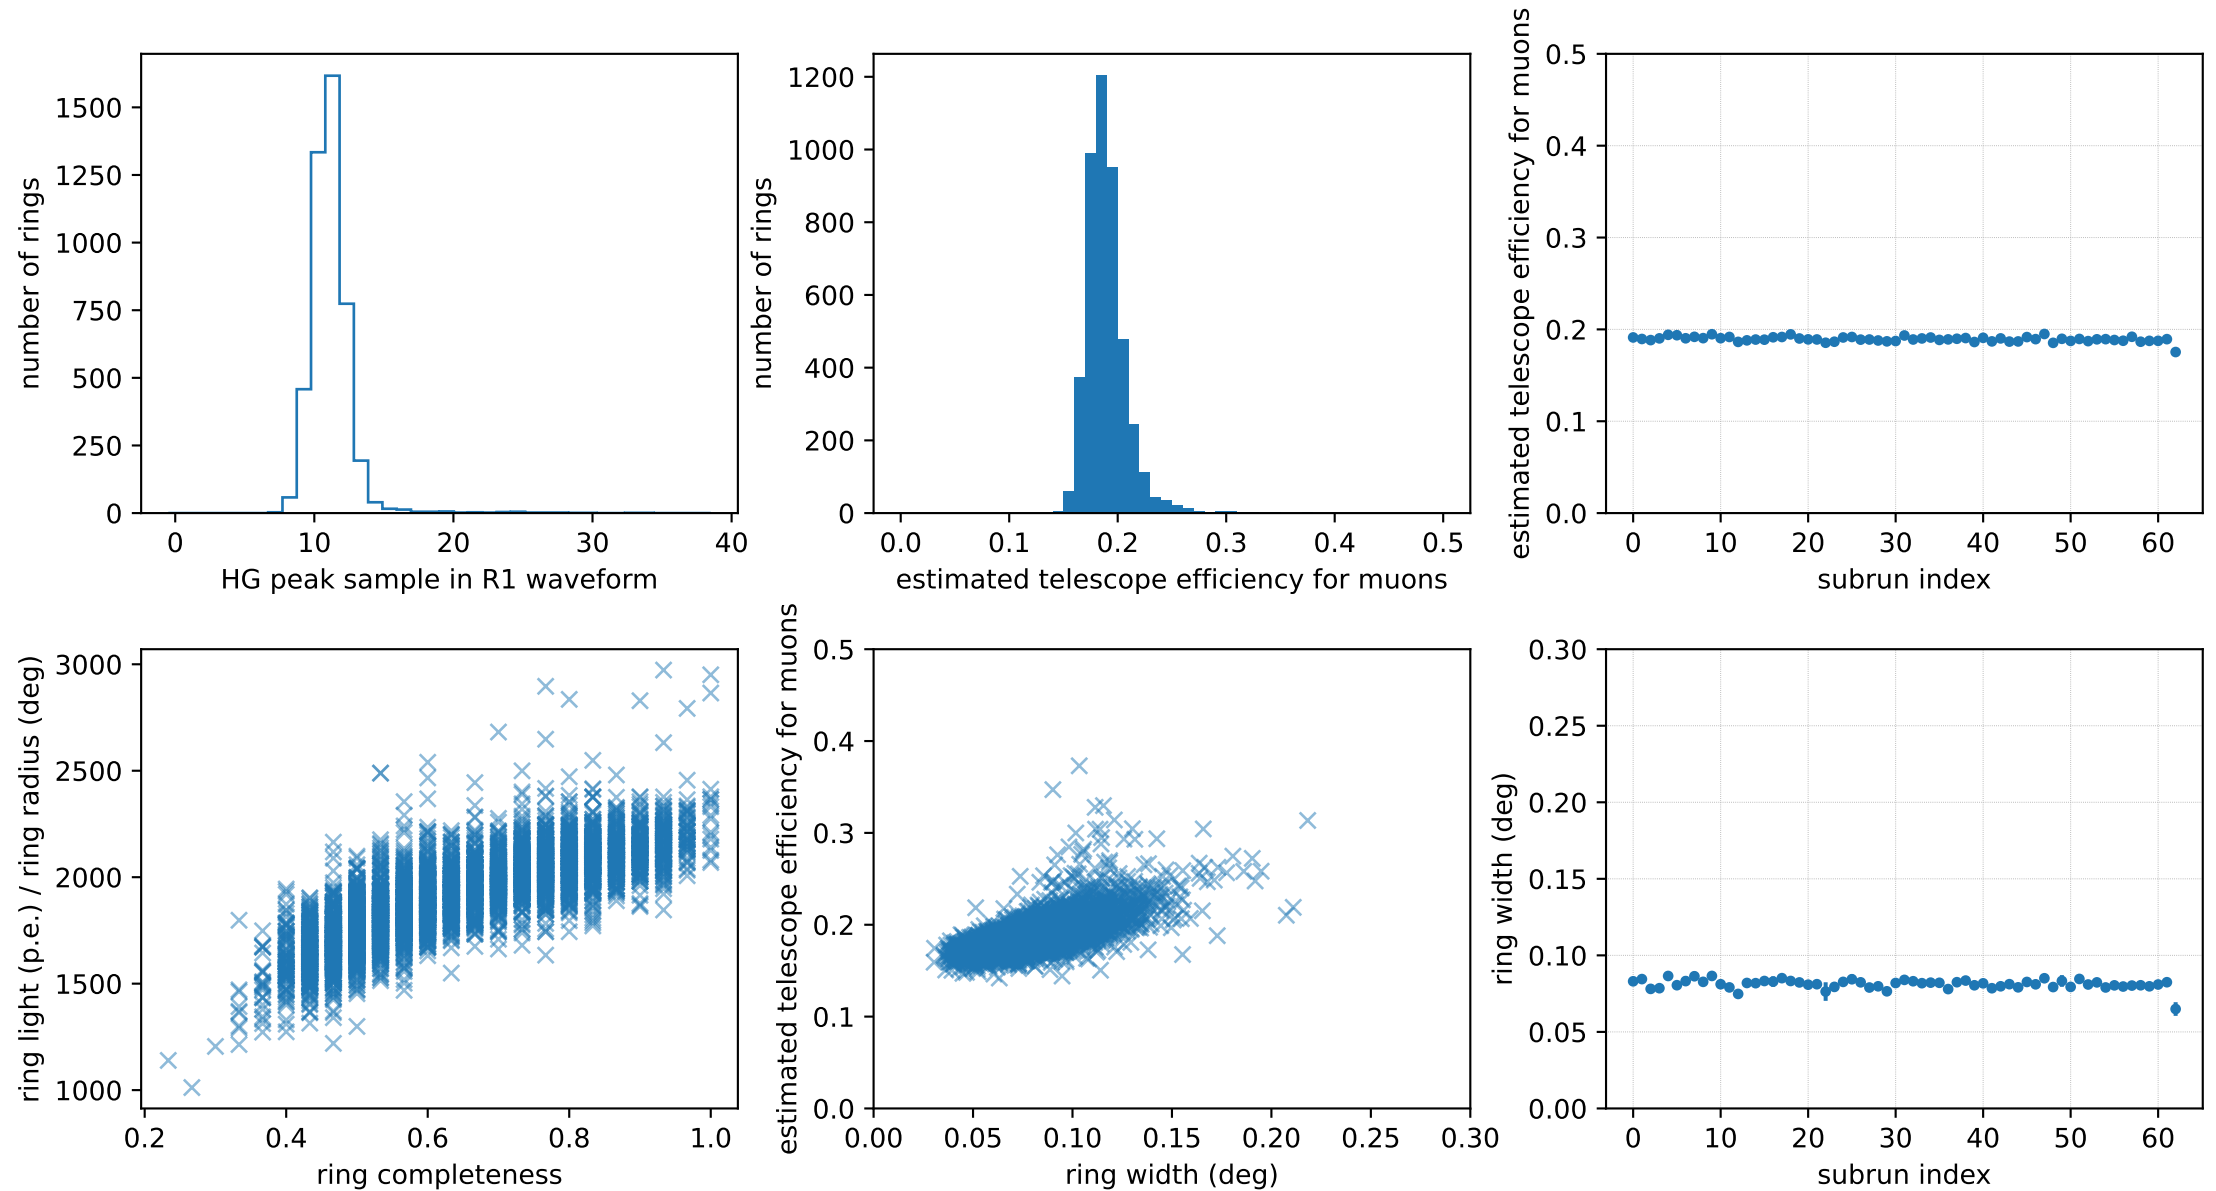 1500
1250
1000
750
500
250
0
number of rings
0 10 20 30 40
HG peak sample in R1 waveform
1200
1000
800
600
400
200
0
number of rings
0.0 0.1 0.2 0.3 0.4 0.5
estimated telescope efficiency for muons
0.5
0.4
0.3
0.2
0.1
0.0
estimated telescope efficiency for muons
0 10 20 30 40 50 60
subrun index
3000
2500
2000
1500
1000
ring light (p.e.) / ring radius (deg)
0.2 0.4 0.6 0.8 1.0
ring completeness
0.5
0.4
0.3
0.2
0.1
0.0
estimated telescope efficiency for muons
0.00 0.05 0.10 0.15 0.20 0.25 0.30
ring width (deg)
0.30
0.25
0.20
0.15
0.10
0.05
0.00
ring width (deg)
0 10 20 30 40 50 60
subrun index